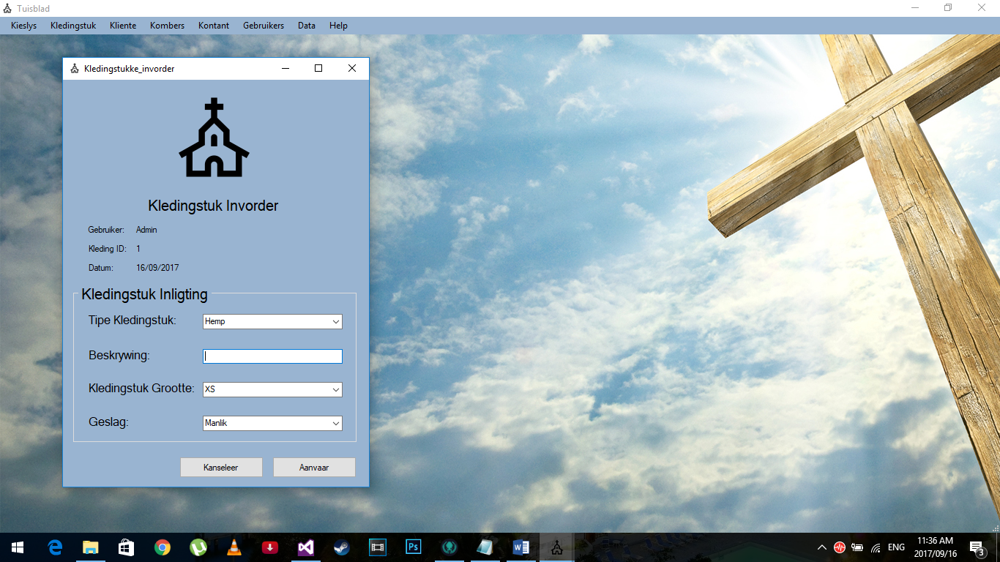 Tuisblad
Kieslys Kledingstuk Kliente Kombers Kontant Gebruikers Data Help
Kledingstukke_invorder
Kledingstuk Invorder
Gebruiker: Admin
Kleding ID: 1
Datum: 16/09/2017
Kledingstuk Inligting
Tipe Kledingstuk: Hemp
Beskrywing:
Kledingstuk Grootte: XS
Geslag: Manlik
Kanselleer Aanvaar
Ps
W
ENG
11:36 AM
2017/09/16
3